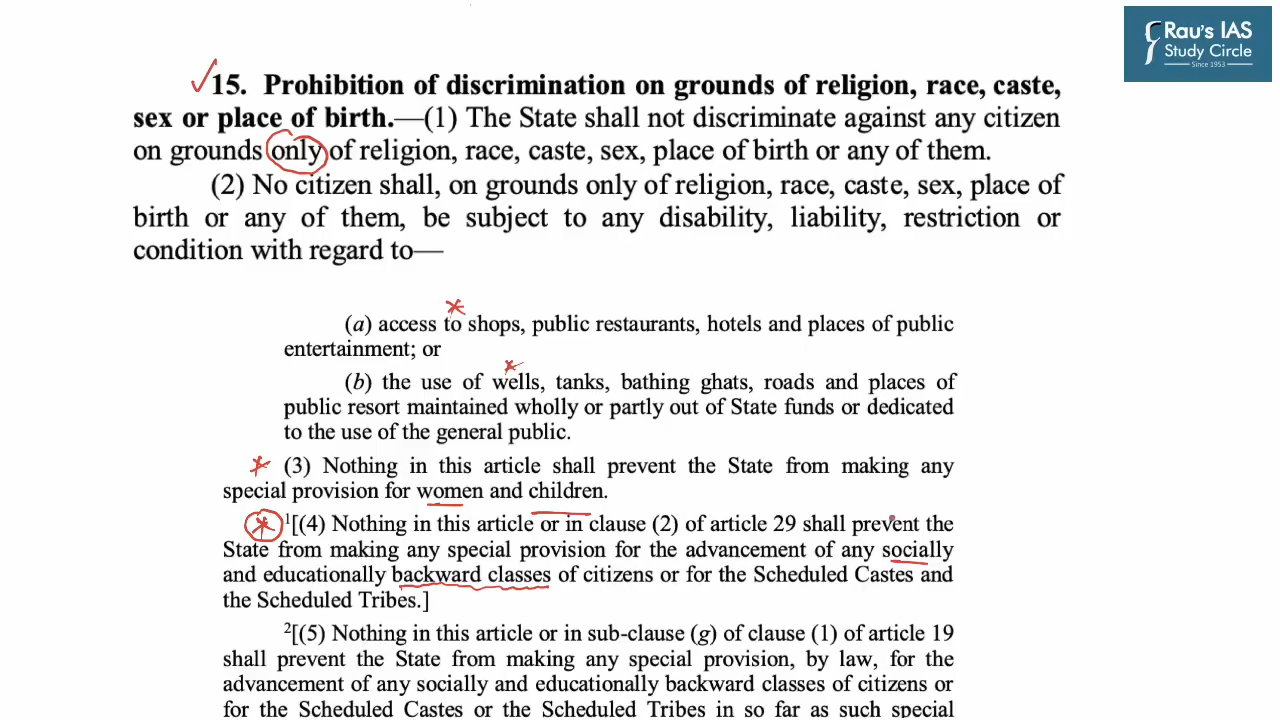 Rau's IAS
Study Circle
Since 1953
15. Prohibition of discrimination on grounds of religion, race, caste,
sex or place of birth.—(1) The State shall not discriminate against any citizen
on grounds only of religion, race, caste, sex, place of birth or any of them.
(2) No citizen shall, on grounds only of religion, race, caste, sex, place of
birth or any of them, be subject to any disability, liability, restriction or
condition with regard to—
(a) access to shops, public restaurants, hotels and places of public
entertainment; or
(b) the use of wells, tanks, bathing ghats, roads and places of
public resort maintained wholly or partly out of State funds or dedicated
to the use of the general public.
(3) Nothing in this article shall prevent the State from making any
special provision for women and children.
1[(4) Nothing in this article or in clause (2) of article 29 shall prevent the
State from making any special provision for the advancement of any socially
and educationally backward classes of citizens or for the Scheduled Castes and
the Scheduled Tribes.]
2[(5) Nothing in this article or in sub-clause (g) of clause (1) of article 19
shall prevent the State from making any special provision, by law, for the
advancement of any socially and educationally backward classes of citizens or
for the Scheduled Castes or the Scheduled Tribes in so far as such special